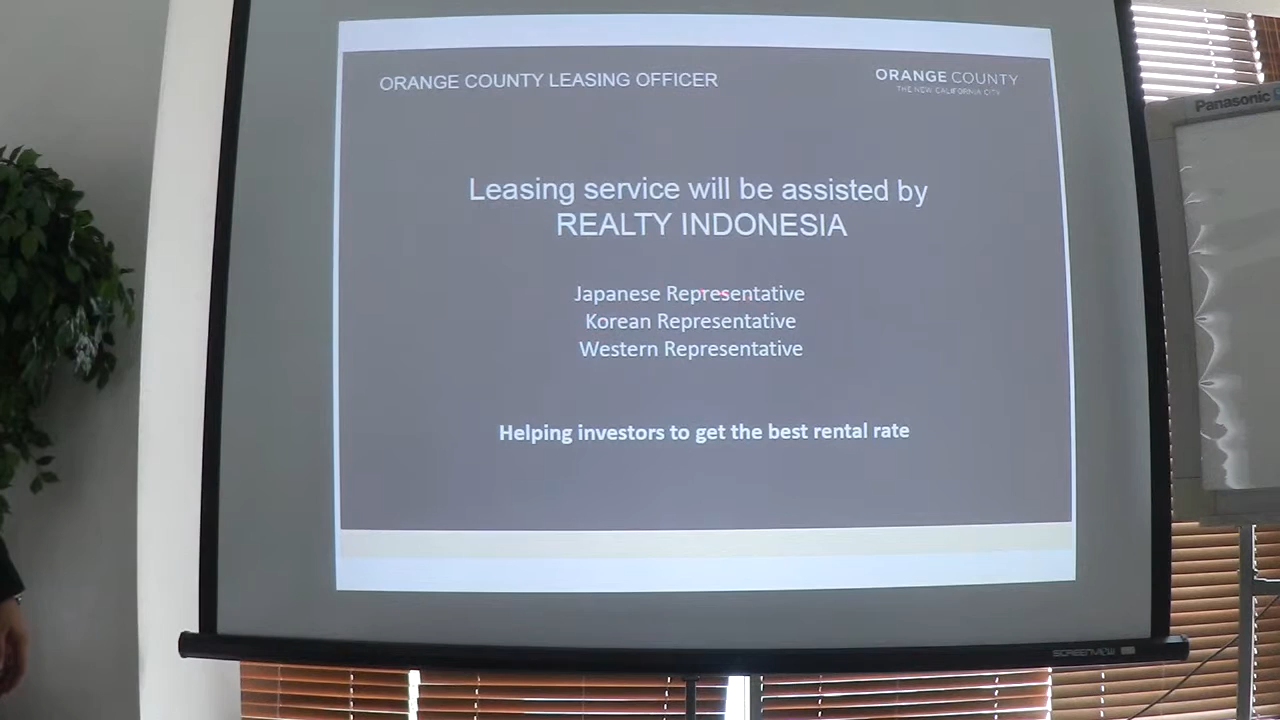 ORANGE COUNTY LEASING OFFICER
ORANGE COUNTY
THE NEW CALIFORNIA CITY
Panasonic
Leasing service will be assisted by
REALTY INDONESIA
Japanese Representative
Korean Representative
Western Representative
Helping investors to get the best rental rate
SCREENVIEW